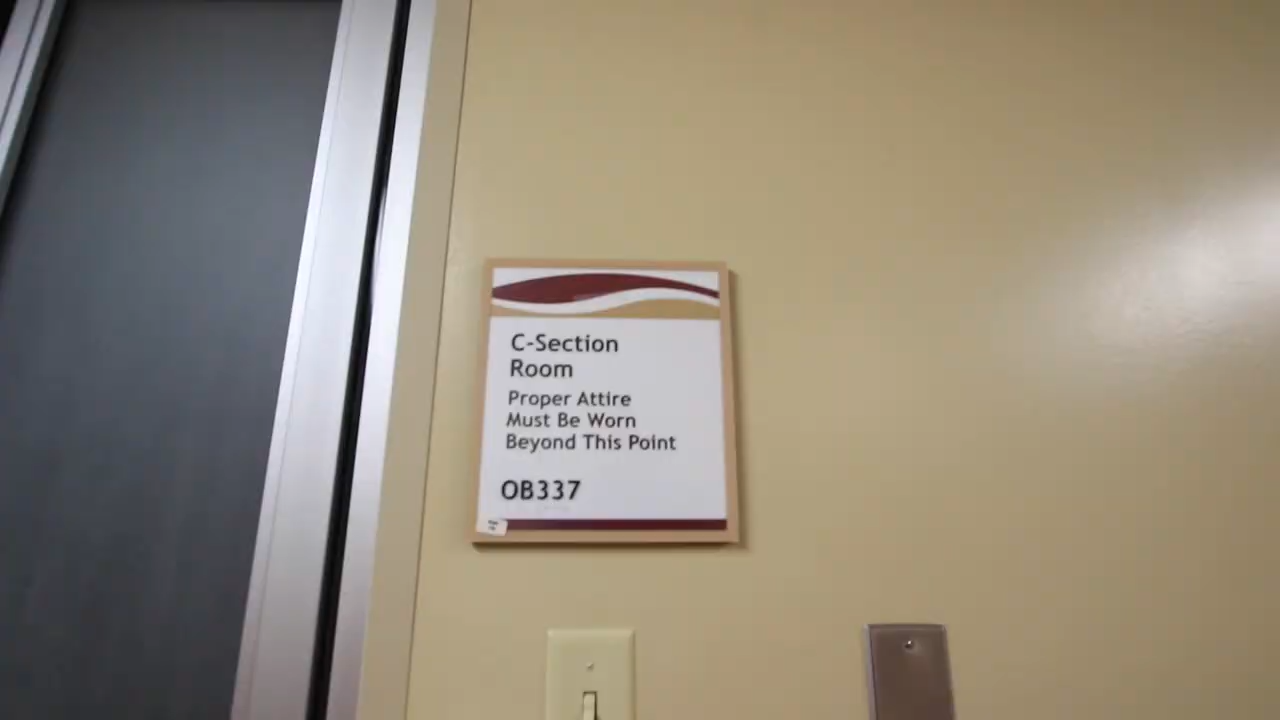 C-Section
Room
Proper Attire
Must Be Worn
Beyond This Point
OB337